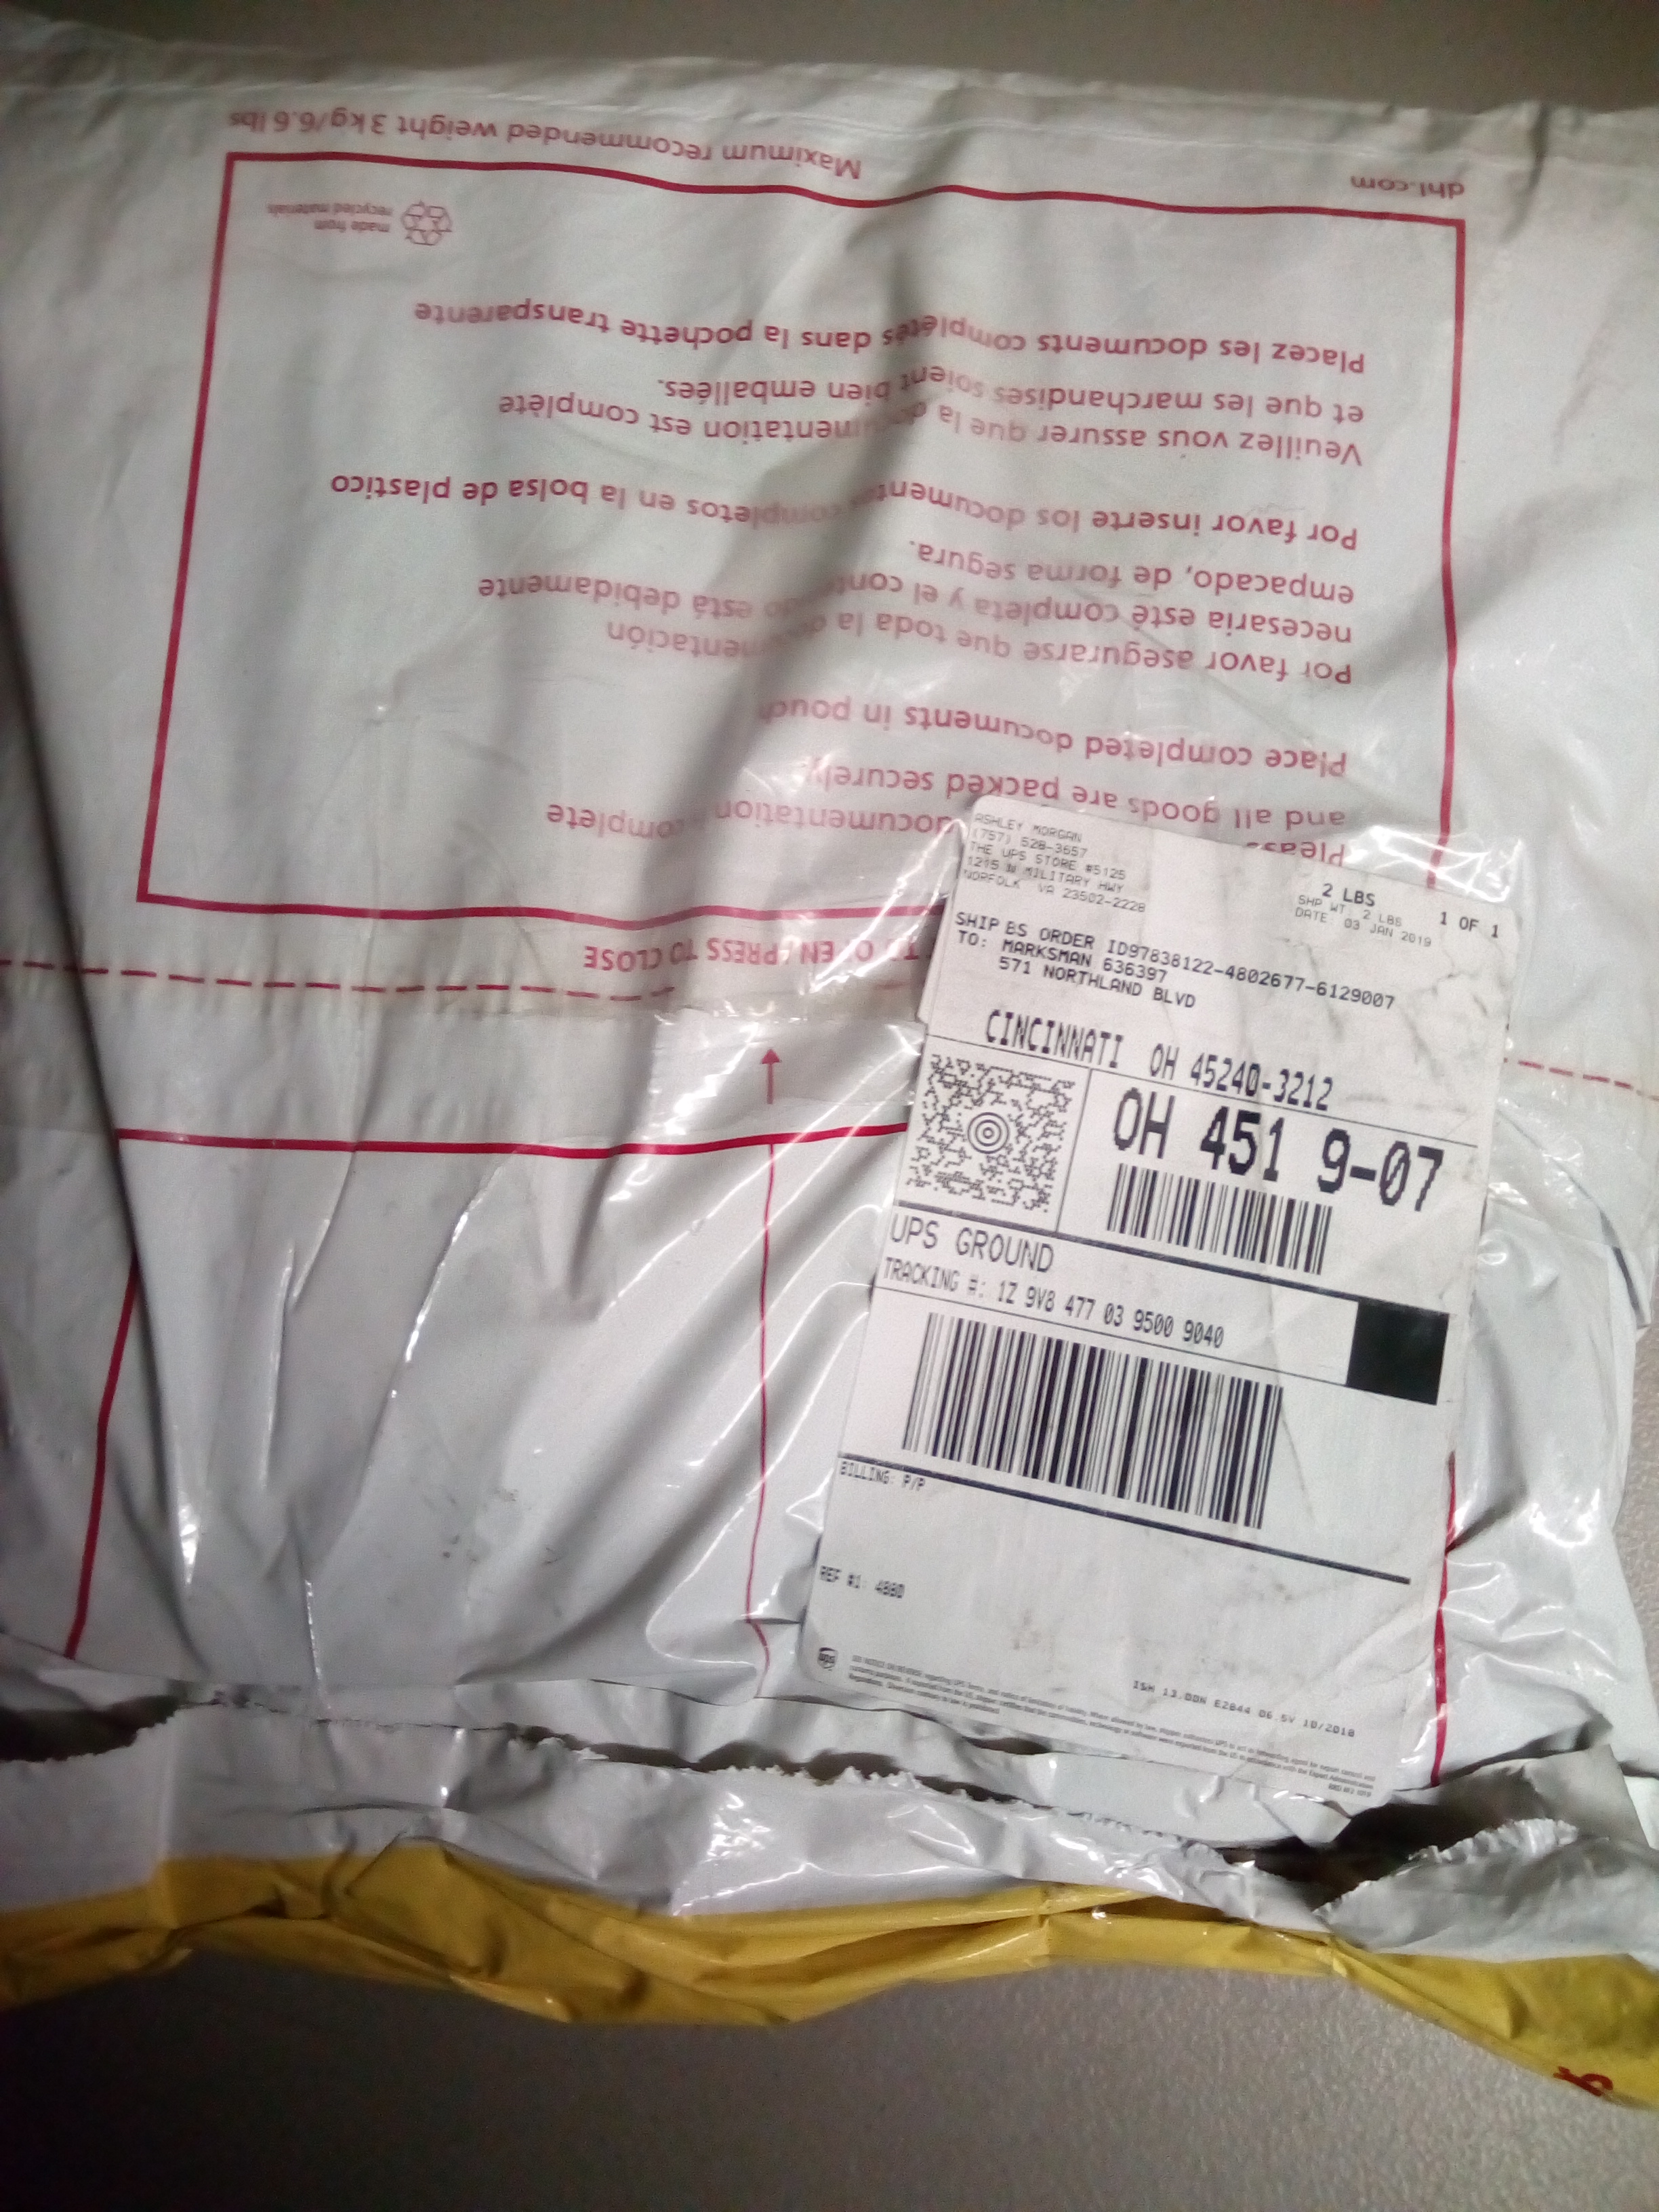 dhl.com
Maximum recommended weight 3 kg/6.6 lbs
made from
recycled materials
Placez les documents complétés dans la pochette transparente
et que les marchandises soient bien emballées.
Veuillez vous assurer que la documentation est complète
Por favor inserte los documentos completos en la bolsa de plastico
empacado, de forma segura.
necesaria esté completa y el contenido está debidamente
Por favor asegurarse que toda la documentación
Place completed documents in pouch
and all goods are packed securely.
documentation complete
PRESS TO CLOSE
ASHLEY MORGAN
(757) 528-3657
THE UPS STORE #5125
1215 N MILITARY HWY
NORFOLK VA 23502-2228
2 LBS
1 OF 1
SHP WT: 2 LBS
DATE: 03 JAN 2019
SHIP BS ORDER ID97838122-4802677-6129007
TO: MARKSMAN 636397
571 NORTHLAND BLVD
CINCINNATI OH 45240-3212
OH 451 9-07
UPS GROUND
TRACKING #: 1Z 9V8 477 03 9500 9040
BILLING: P/P
REF #1: 4880
ups
ISH 13.00N E2844 06.5V 10/2018